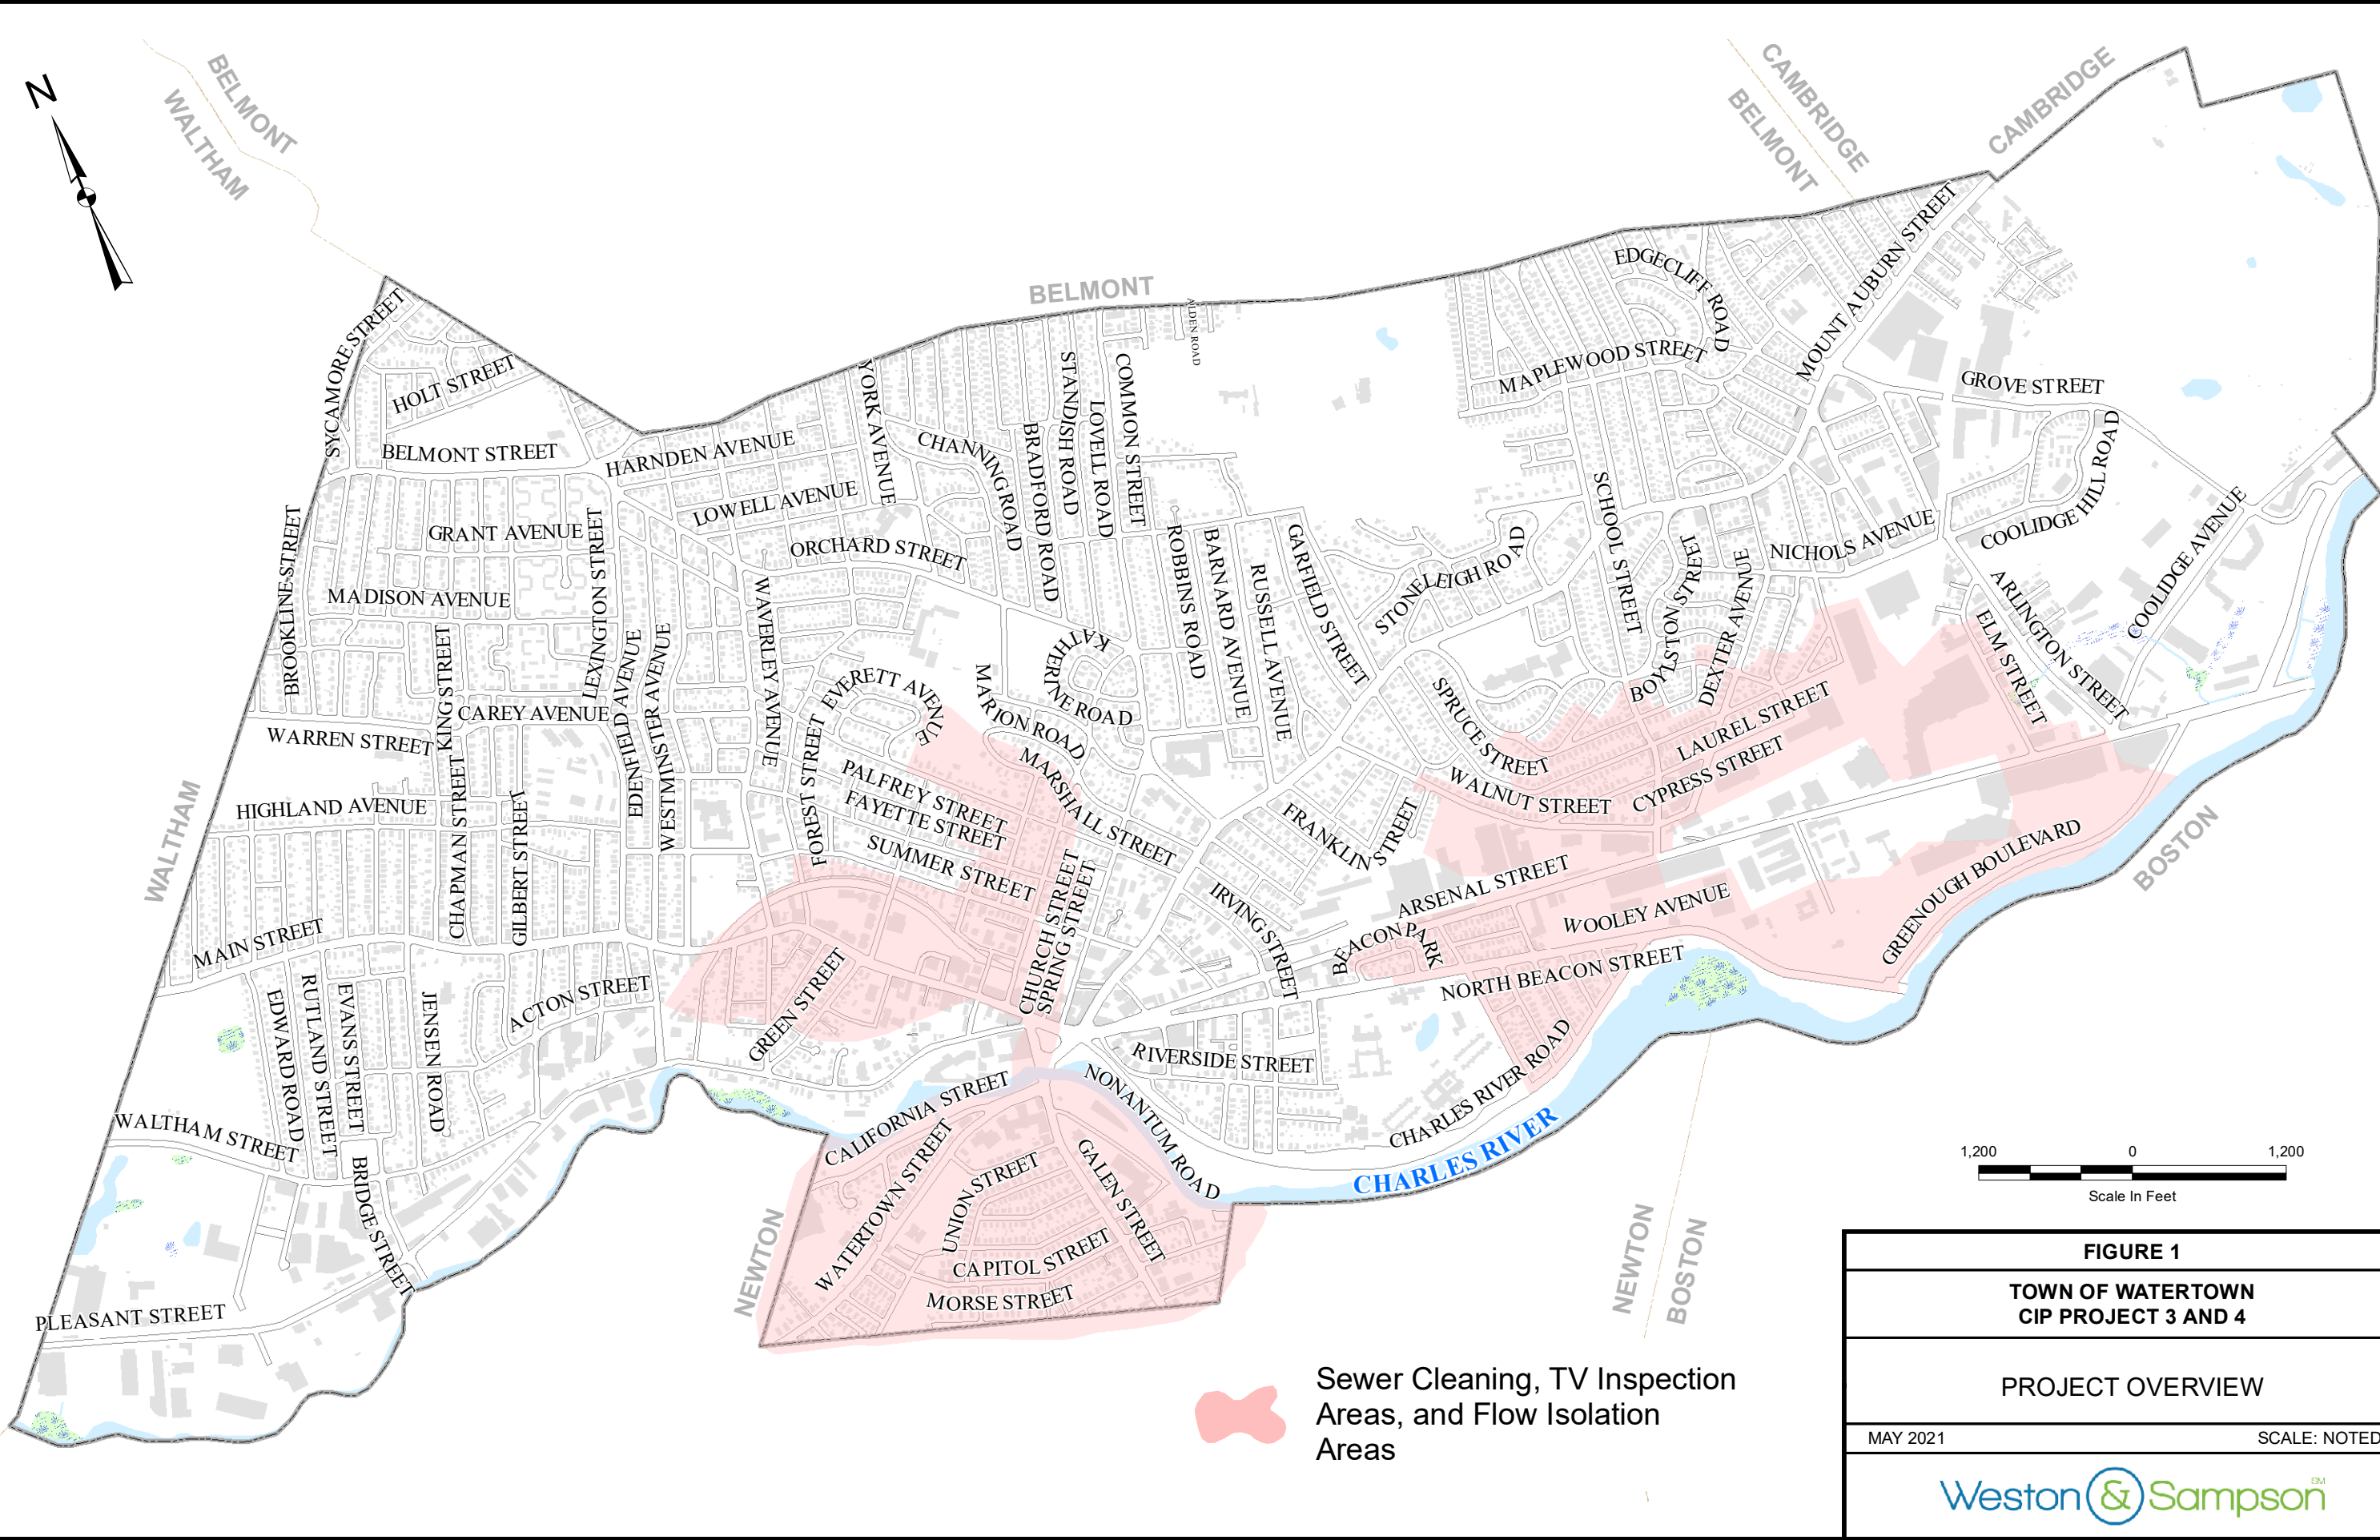 N
BELMONT
WALTHAM
CAMBRIDGE
BELMONT
CAMBRIDGE
BELMONT
SYCAMORE STREET
HOLT STREET
BELMONT STREET
HARNDEN AVENUE
LOWELL AVENUE
YORK AVENUE
CHANNING ROAD
BRADFORD ROAD
STANDISH ROAD
LOVELL ROAD
COMMON STREET
ALDEN ROAD
EDGECLIFF ROAD
MAPLEWOOD STREET
MOUNT AUBURN STREET
GROVE STREET
COOLIDGE HILL ROAD
COOLIDGE AVENUE
NICHOLS AVENUE
ARLINGTON STREET
ELM STREET
BROOKLINE STREET
GRANT AVENUE
MADISON AVENUE
LEXINGTON STREET
ORCHARD STREET
WAVERLEY AVENUE
EDENFIELD AVENUE
WESTMINSTER AVENUE
KING STREET
CAREY AVENUE
WARREN STREET
HIGHLAND AVENUE
CHAPMAN STREET
GILBERT STREET
FOREST STREET
EVERETT AVENUE
MARION ROAD
KATHERINE ROAD
ROBBINS ROAD
BARNARD AVENUE
RUSSELL AVENUE
GARFIELD STREET
STONELEIGH ROAD
SCHOOL STREET
BOYLSTON STREET
DEXTER AVENUE
SPRUCE STREET
LAUREL STREET
CYPRESS STREET
WALNUT STREET
FRANKLIN STREET
PALFREY STREET
FAYETTE STREET
SUMMER STREET
MARSHALL STREET
CHURCH STREET
SPRING STREET
IRVING STREET
ARSENAL STREET
BEACON PARK
WOOLEY AVENUE
NORTH BEACON STREET
GREENOUGH BOULEVARD
BOSTON
WALTHAM
MAIN STREET
EDWARD ROAD
RUTLAND STREET
EVANS STREET
JENSEN ROAD
ACTON STREET
GREEN STREET
RIVERSIDE STREET
CHARLES RIVER ROAD
CHARLES RIVER
NONANTUM ROAD
CALIFORNIA STREET
WATERTOWN STREET
UNION STREET
GALEN STREET
CAPITOL STREET
MORSE STREET
WALTHAM STREET
BRIDGE STREET
PLEASANT STREET
NEWTON
NEWTON
BOSTON
1,200 0 1,200
Scale In Feet
Sewer Cleaning, TV Inspection
Areas, and Flow Isolation
Areas
FIGURE 1
TOWN OF WATERTOWN
CIP PROJECT 3 AND 4
PROJECT OVERVIEW
MAY 2021 SCALE: NOTED
Weston & Sampson SM